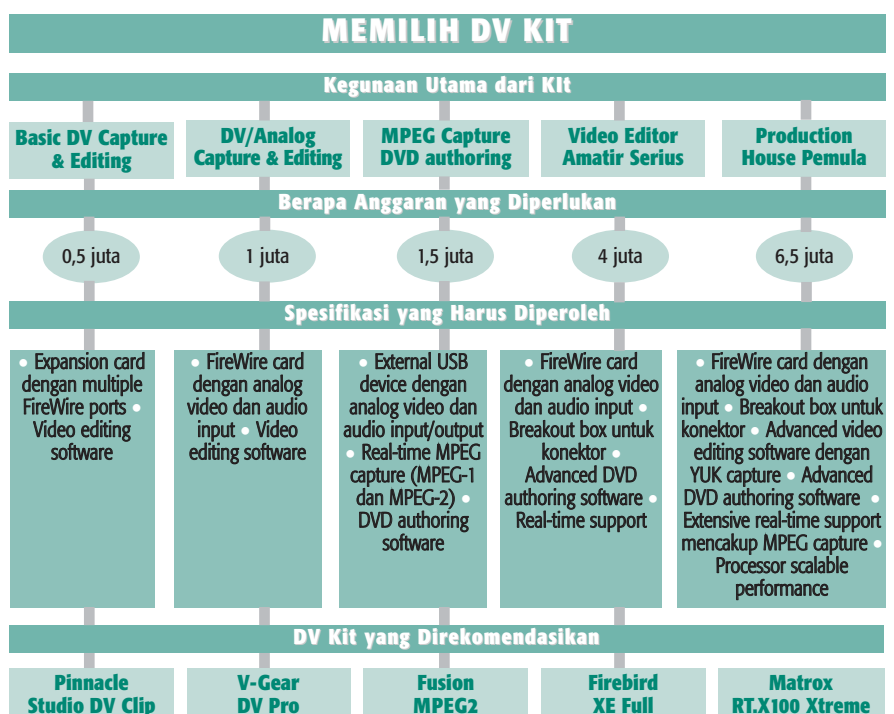 MEMILIH DV KIT
Kegunaan Utama dari KIt
Basic DV Capture
& Editing
DV/Analog
Capture & Editing
MPEG Capture
DVD authoring
Video Editor
Amatir Serius
Production
House Pemula
Berapa Anggaran yang Diperlukan
0,5 juta
1 juta
1,5 juta
4 juta
6,5 juta
Spesifikasi yang Harus Diperoleh
• Expansion card
dengan multiple
FireWire ports •
Video editing
software
• FireWire card
dengan analog
video dan audio
input • Video
editing software
• External USB
device dengan
analog video dan
audio input/output
• Real-time MPEG
capture (MPEG-1
dan MPEG-2) •
DVD authoring
software
• FireWire card
dengan analog video
dan audio input •
Breakout box untuk
konektor •
Advanced DVD
authoring software •
Real-time support
• FireWire card dengan
analog video dan audio
input • Breakout box untuk
konektor • Advanced video
editing software dengan
YUK capture • Advanced
DVD authoring software •
Extensive real-time support
mencakup MPEG capture •
Processor scalable
performance
DV Kit yang Direkomendasikan
Pinnacle
Studio DV Clip
V-Gear
DV Pro
Fusion
MPEG2
Firebird
XE Full
Matrox
RT.X100 Xtreme